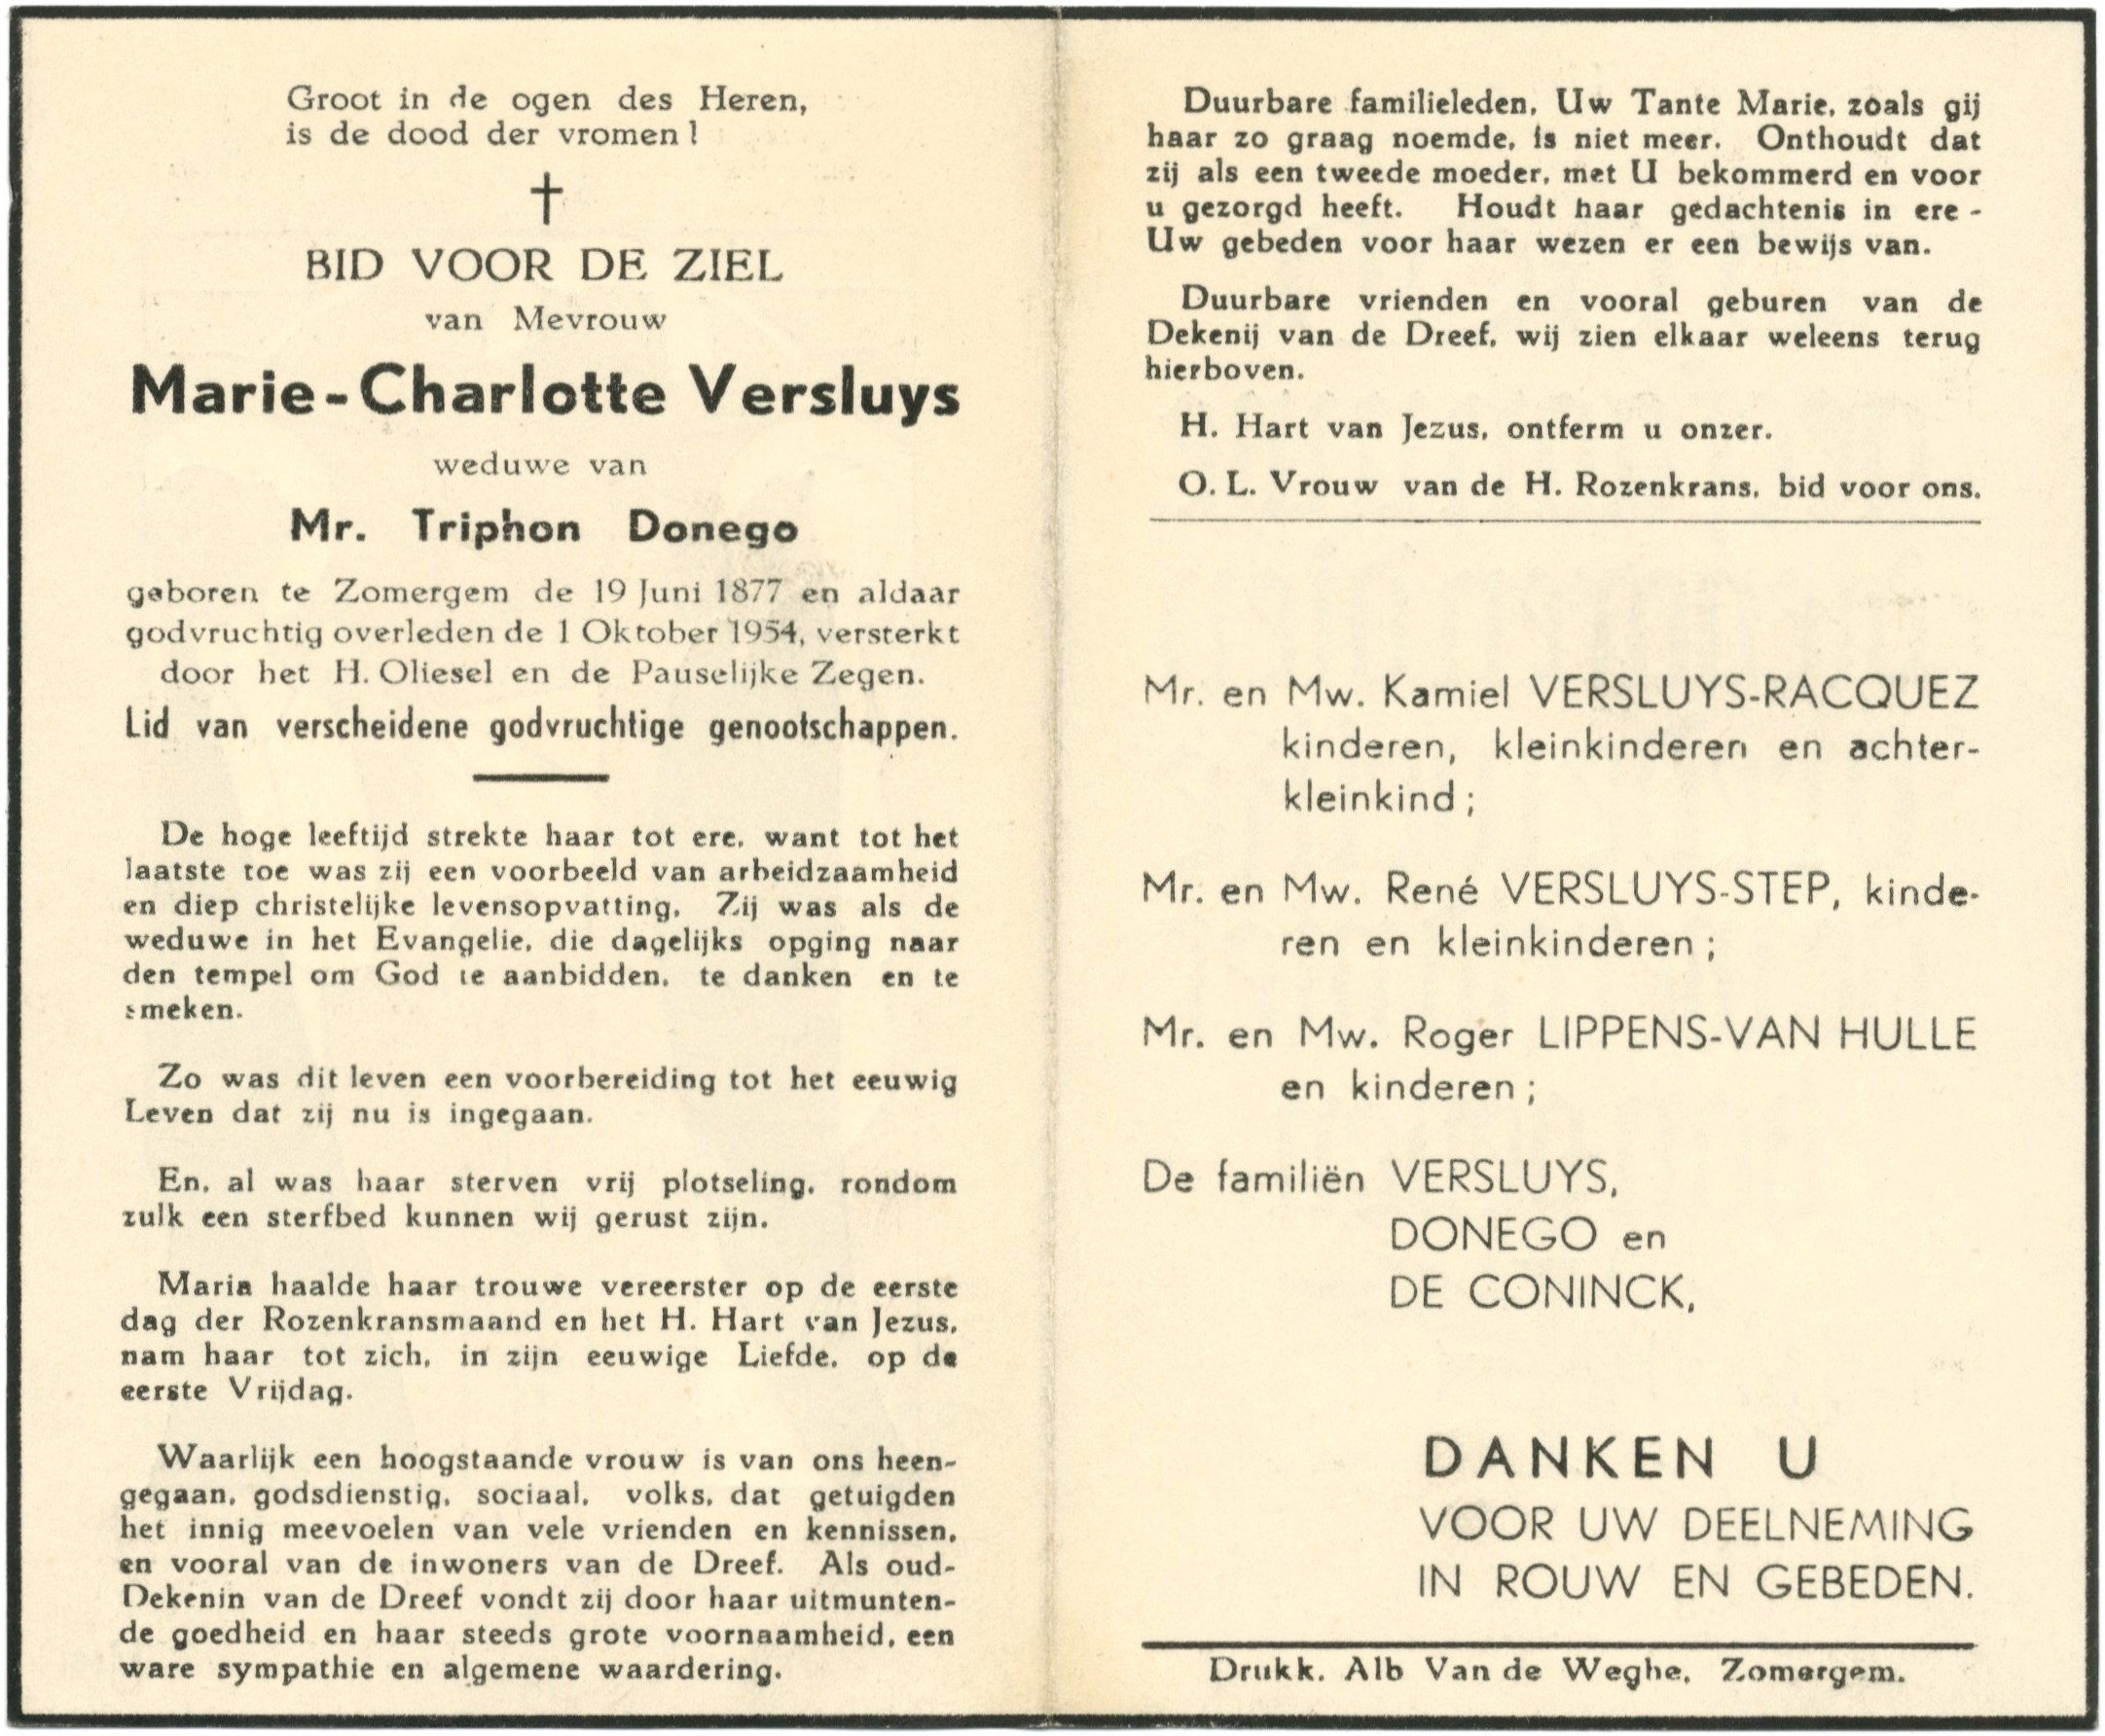 Groot in de ogen des Heren,
is de dood der vromen!
BID VOOR DE ZIEL
van Mevrouw
Marie-Charlotte Versluys
weduwe van
Mr. Triphon Donego
geboren te Zomergem de 19 Juni 1877 en aldaar
godvruchtig overleden de 1 Oktober 1954, versterkt
door het H. Oliesel en de Pauselijke Zegen.
Lid van verscheidene godvruchtige genootschappen.
De hoge leeftijd strekte haar tot ere, want tot het
laatste toe was zij een voorbeeld van arbeidzaamheid
en diep christelijke levensopvatting. Zij was als de
weduwe in het Evangelie, die dagelijks opging naar
den tempel om God te aanbidden, te danken en te
smeken.
Zo was dit leven een voorbereiding tot het eeuwig
Leven dat zij nu is ingegaan.
En, al was haar sterven vrij plotseling, rondom
zulk een sterfbed kunnen wij gerust zijn.
Maria haalde haar trouwe vereerster op de eerste
dag der Rozenkransmaand en het H. Hart van Jezus,
nam haar tot zich, in zijn eeuwige Liefde, op de
eerste Vrijdag.
Waarlijk een hoogstaande vrouw is van ons heen-
gegaan, godsdienstig, sociaal, volks, dat getuigden
het innig meevoelen van vele vrienden en kennissen,
en vooral van de inwoners van de Dreef. Als oud-
Dekenin van de Dreef vondt zij door haar uitmunten-
de goedheid en haar steeds grote voornaamheid, een
ware sympathie en algemene waardering.
Duurbare familieleden, Uw Tante Marie, zoals gij
haar zo graag noemde, is niet meer. Onthoudt dat
zij als een tweede moeder, met U bekommerd en voor
u gezorgd heeft. Houdt haar gedachtenis in ere -
Uw gebeden voor haar wezen er een bewijs van.
Duurbare vrienden en vooral geburen van de
Dekenij van de Dreef, wij zien elkaar weleens terug
hierboven.
H. Hart van Jezus, ontferm u onzer.
O. L. Vrouw van de H. Rozenkrans, bid voor ons.
Mr. en Mw. Kamiel VERSLUYS-RACQUEZ
kinderen, kleinkinderen en achter-
kleinkind;
Mr. en Mw. René VERSLUYS-STEP, kinde-
ren en kleinkinderen;
Mr. en Mw. Roger LIPPENS-VAN HULLE
en kinderen;
De familiën VERSLUYS,
DONEGO en
DE CONINCK,
DANKEN U
VOOR UW DEELNEMING
IN ROUW EN GEBEDEN.
Drukk. Alb Van de Weghe, Zomergem.